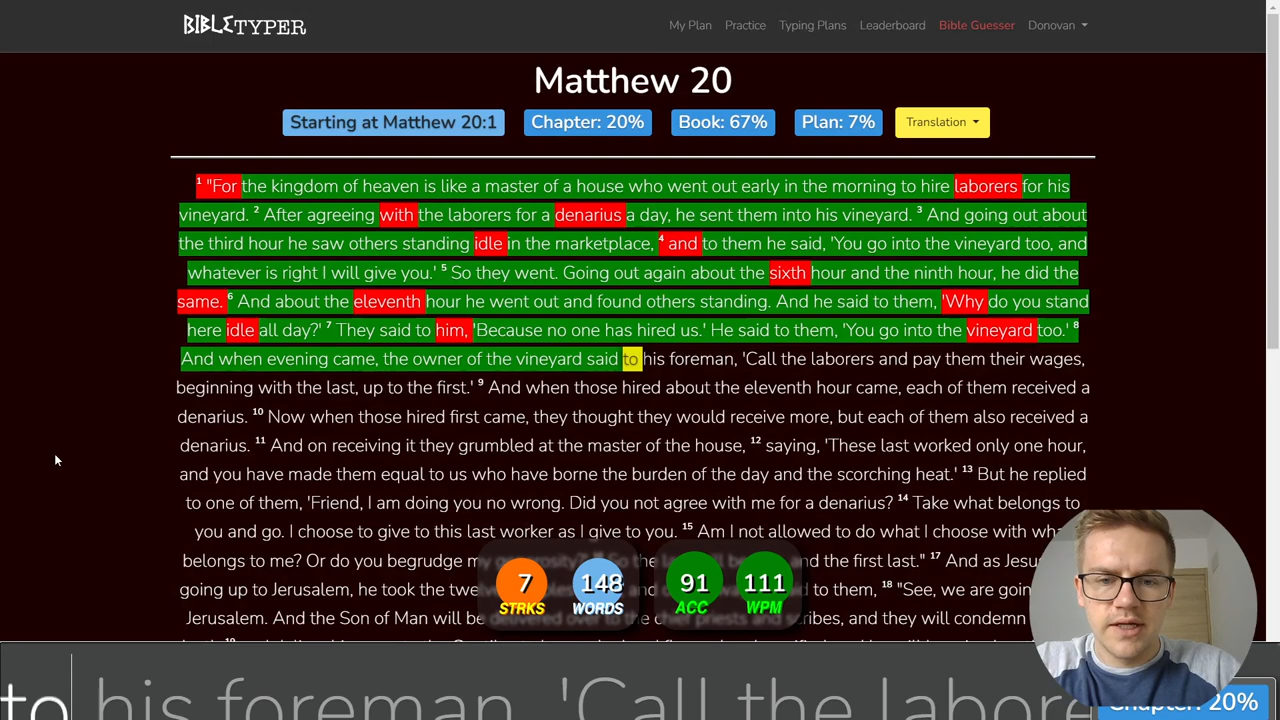 BIBLETYPER
My Plan Practice Typing Plans Leaderboard Bible Guesser Donovan
Matthew 20
Starting at Matthew 20:1 Chapter: 20% Book: 67% Plan: 7% Translation
1 "For the kingdom of heaven is like a master of a house who went out early in the morning to hire laborers for his
vineyard. 2 After agreeing with the laborers for a denarius a day, he sent them into his vineyard. 3 And going out about
the third hour he saw others standing idle in the marketplace, 4 and to them he said, 'You go into the vineyard too, and
whatever is right I will give you.' 5 So they went. Going out again about the sixth hour and the ninth hour, he did the
same. 6 And about the eleventh hour he went out and found others standing. And he said to them, 'Why do you stand
here idle all day?' 7 They said to him, 'Because no one has hired us.' He said to them, 'You go into the vineyard too.' 8
And when evening came, the owner of the vineyard said to his foreman, 'Call the laborers and pay them their wages,
beginning with the last, up to the first.' 9 And when those hired about the eleventh hour came, each of them received a
denarius. 10 Now when those hired first came, they thought they would receive more, but each of them also received a
denarius. 11 And on receiving it they grumbled at the master of the house, 12 saying, 'These last worked only one hour,
and you have made them equal to us who have borne the burden of the day and the scorching heat.' 13 But he replied
to one of them, 'Friend, I am doing you no wrong. Did you not agree with me for a denarius? 14 Take what belongs to
you and go. I choose to give to this last worker as I give to you. 15 Am I not allowed to do what I choose with
belongs to me? Or do you begrudge my generosity? the first last." 17 And as
going up to Jerusalem, he took the to them, 18 "See, we are
Jerusalem. And the Son of Man will be delivered over to the chief priests and scribes, and they will condemn
7 148 91 111
STRKS WORDS ACC WPM
to his foreman, 'Call the labore
Chapter: 20%